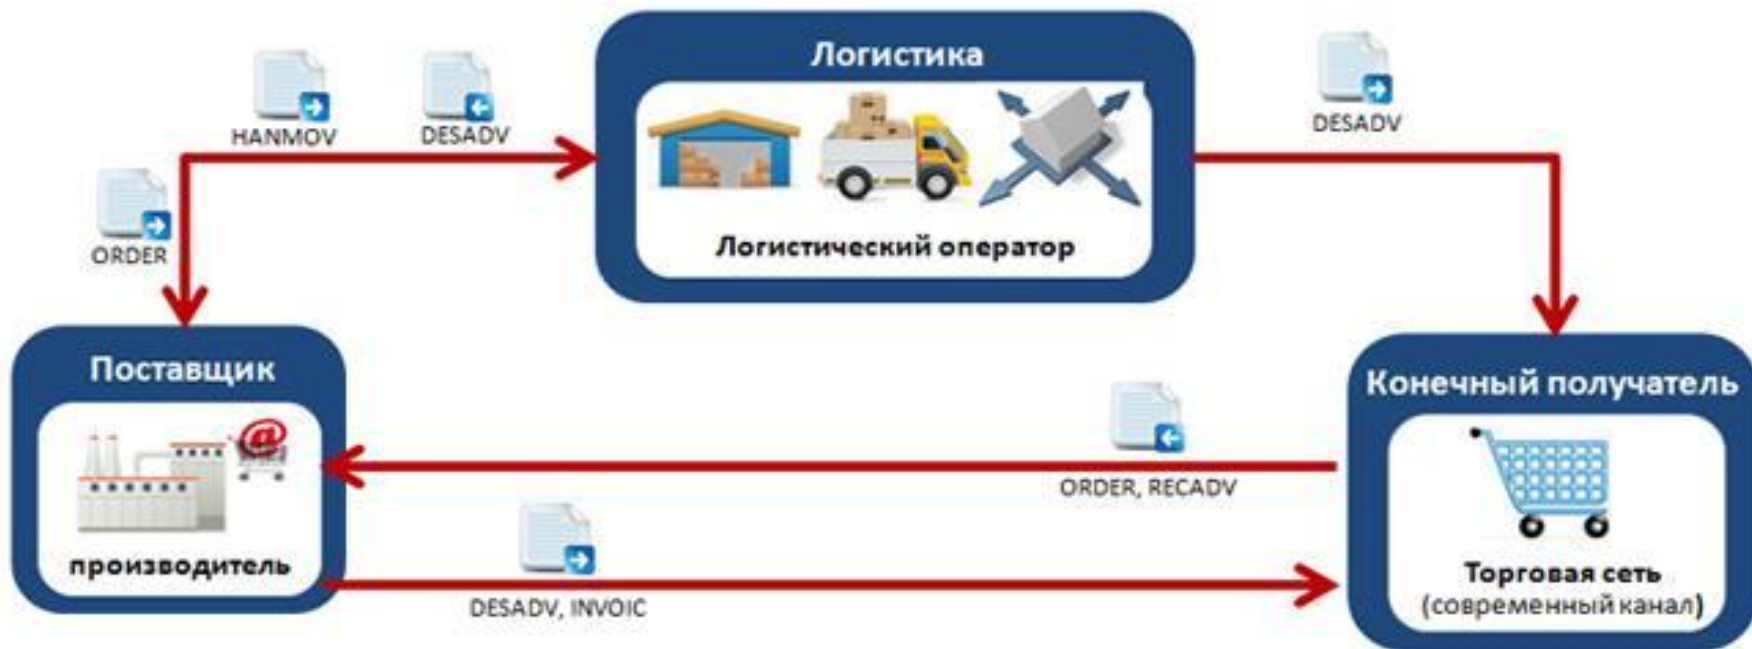 Логистика
HANMOV
DESADV
DESADV
Логистический оператор
ORDER
Поставщик
Конечный получатель
@
ORDER, RECADV
производитель
Торговая сеть
(современный канал)
DESADV, INVOIC